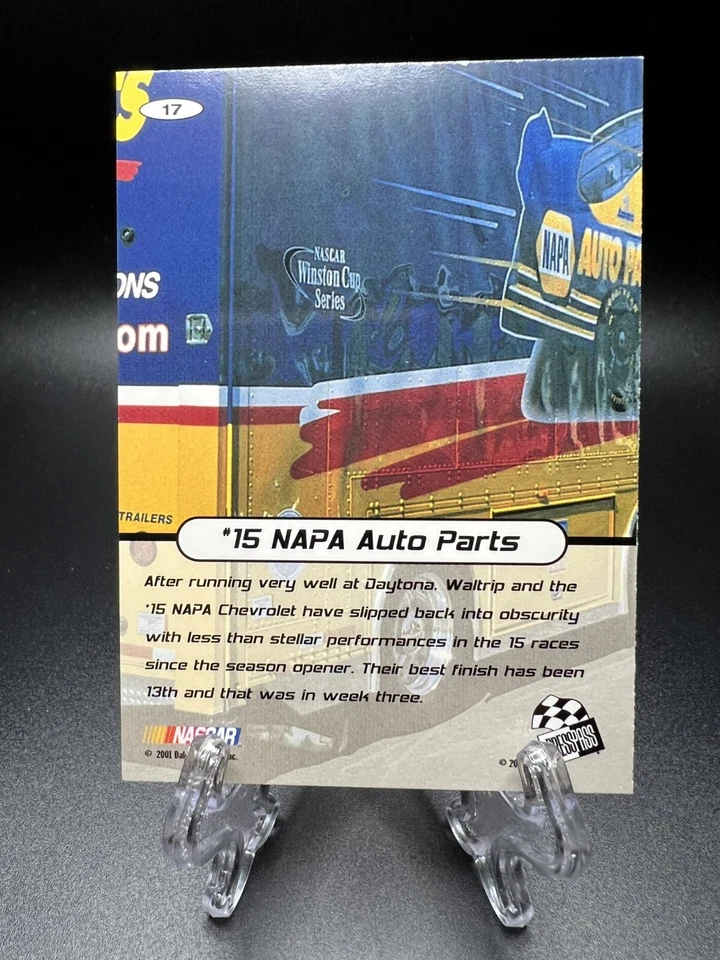 17
NASCAR
Winston Cup
Series
NAPA AUTO PA
ONS
om
TRAILERS
#15 NAPA Auto Parts
After running very well at Daytona, Waltrip and the
#15 NAPA Chevrolet have slipped back into obscurity
with less than stellar performances in the 15 races
since the season opener. Their best finish has been
13th and that was in week three.
NASCAR
PRESS PASS
© 2001 Dal
nc.
© 20